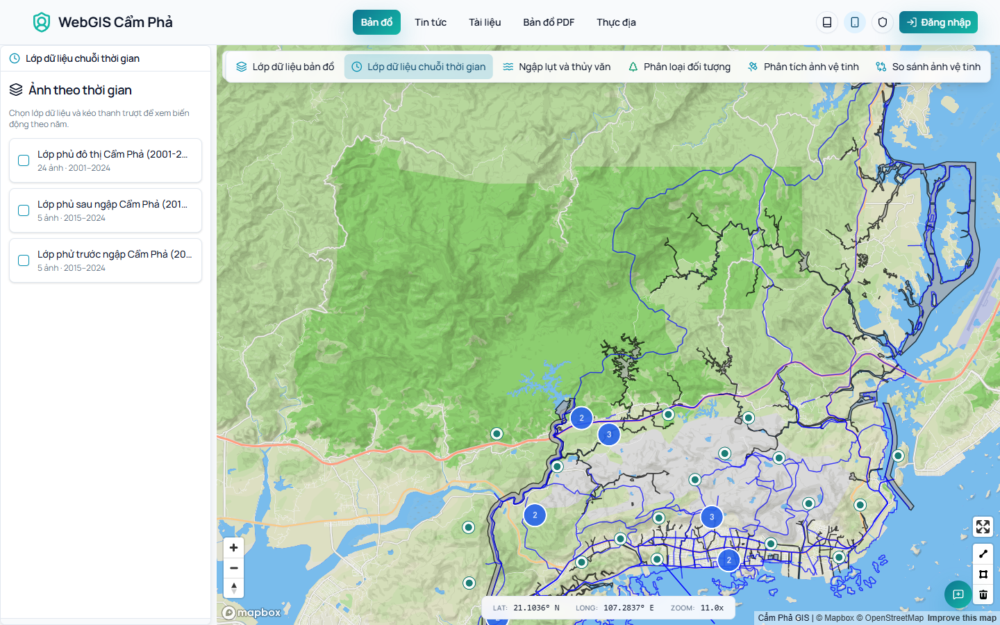 WebGIS Cẩm Phả
Bản đồ
Tin tức
Tài liệu
Bản đồ PDF
Thực địa
Đăng nhập
Lớp dữ liệu chuỗi thời gian
Lớp dữ liệu bản đồ
Lớp dữ liệu chuỗi thời gian
Ngập lụt và thủy văn
Phân loại đối tượng
Phân tích ảnh vệ tinh
So sánh ảnh vệ tinh
Ảnh theo thời gian
Chọn lớp dữ liệu và kéo thanh trượt để xem biến
động theo năm.
Lớp phủ đô thị Cẩm Phả (2001-2...
24 ảnh · 2001–2024
Lớp phủ sau ngập Cẩm Phả (201...
5 ảnh · 2015–2024
Lớp phử trước ngập Cẩm Phả (20...
5 ảnh · 2015–2024
2
3
2
3
2
mapbox
LAT: 21.1036° N LONG: 107.2837° E ZOOM: 11.0x
Cẩm Phả GIS | © Mapbox © OpenStreetMap Improve this map